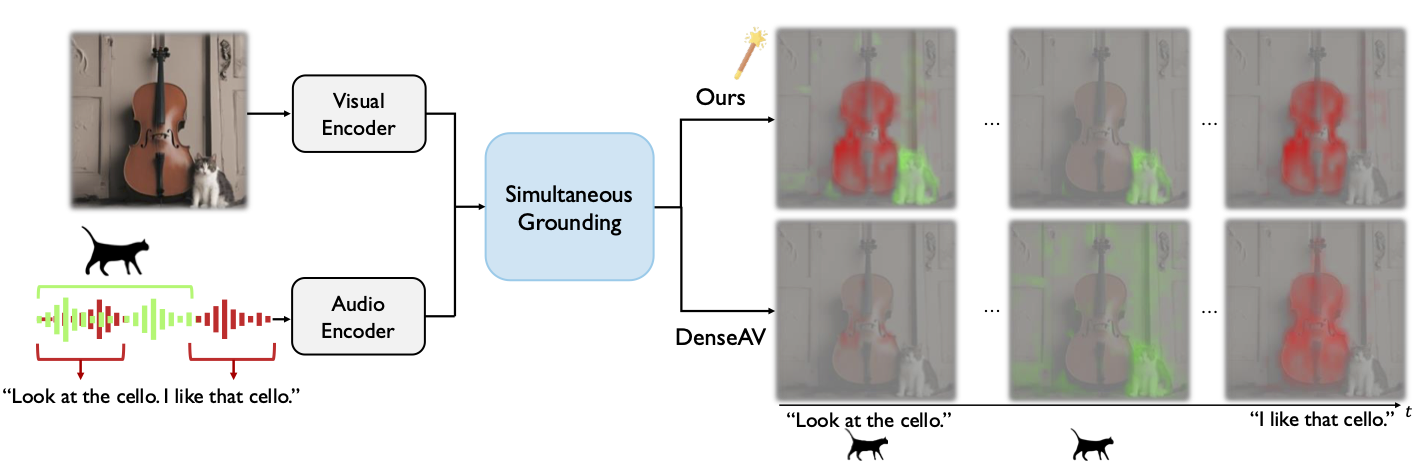 Visual
Encoder
Audio
Encoder
“Look at the cello. I like that cello.”
Simultaneous
Grounding
Ours
DenseAV
...
...
...
...
“Look at the cello.”
“I like that cello.”
t